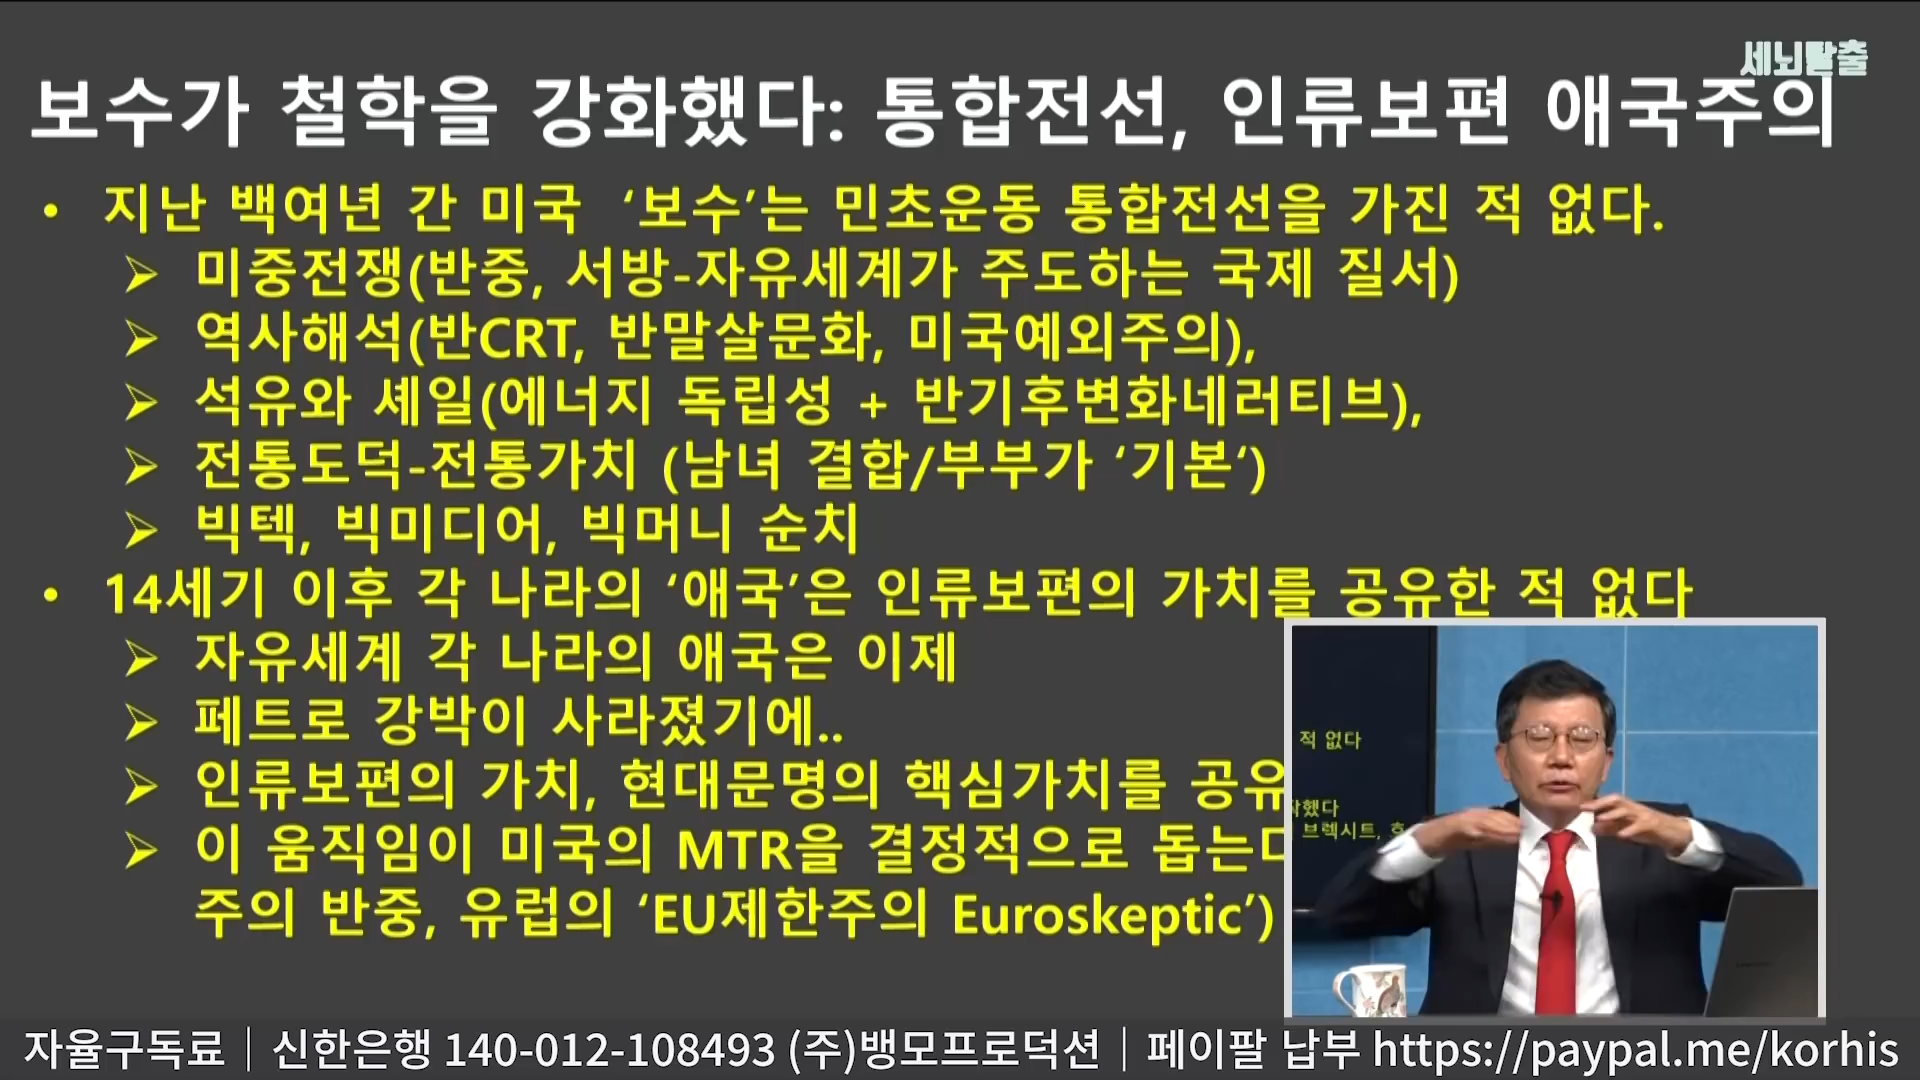 세뇌탈출
보수가 철학을 강화했다: 통합전선, 인류보편 애국주의
• 지난 백여년 간 미국 ‘보수’는 민초운동 통합전선을 가진 적 없다.
➢ 미중전쟁(반중, 서방-자유세계가 주도하는 국제 질서)
➢ 역사해석(반CRT, 반말살문화, 미국예외주의),
➢ 석유와 셰일(에너지 독립성 + 반기후변화네러티브),
➢ 전통도덕-전통가치 (남녀 결합/부부가 ‘기본‘)
➢ 빅텍, 빅미디어, 빅머니 순치
• 14세기 이후 각 나라의 ‘애국’은 인류보편의 가치를 공유한 적 없다
➢ 자유세계 각 나라의 애국은 이제
➢ 페트로 강박이 사라졌기에..
➢ 인류보편의 가치, 현대문명의 핵심가치를 공유
➢ 이 움직임이 미국의 MTR을 결정적으로 돕는다
주의 반중, 유럽의 ‘EU제한주의 Euroskeptic’)
적 없다
작했다
브렉시트,
자율구독료 | 신한은행 140-012-108493 (주)뱅모프로덕션 | 페이팔 납부 https://paypal.me/korhis